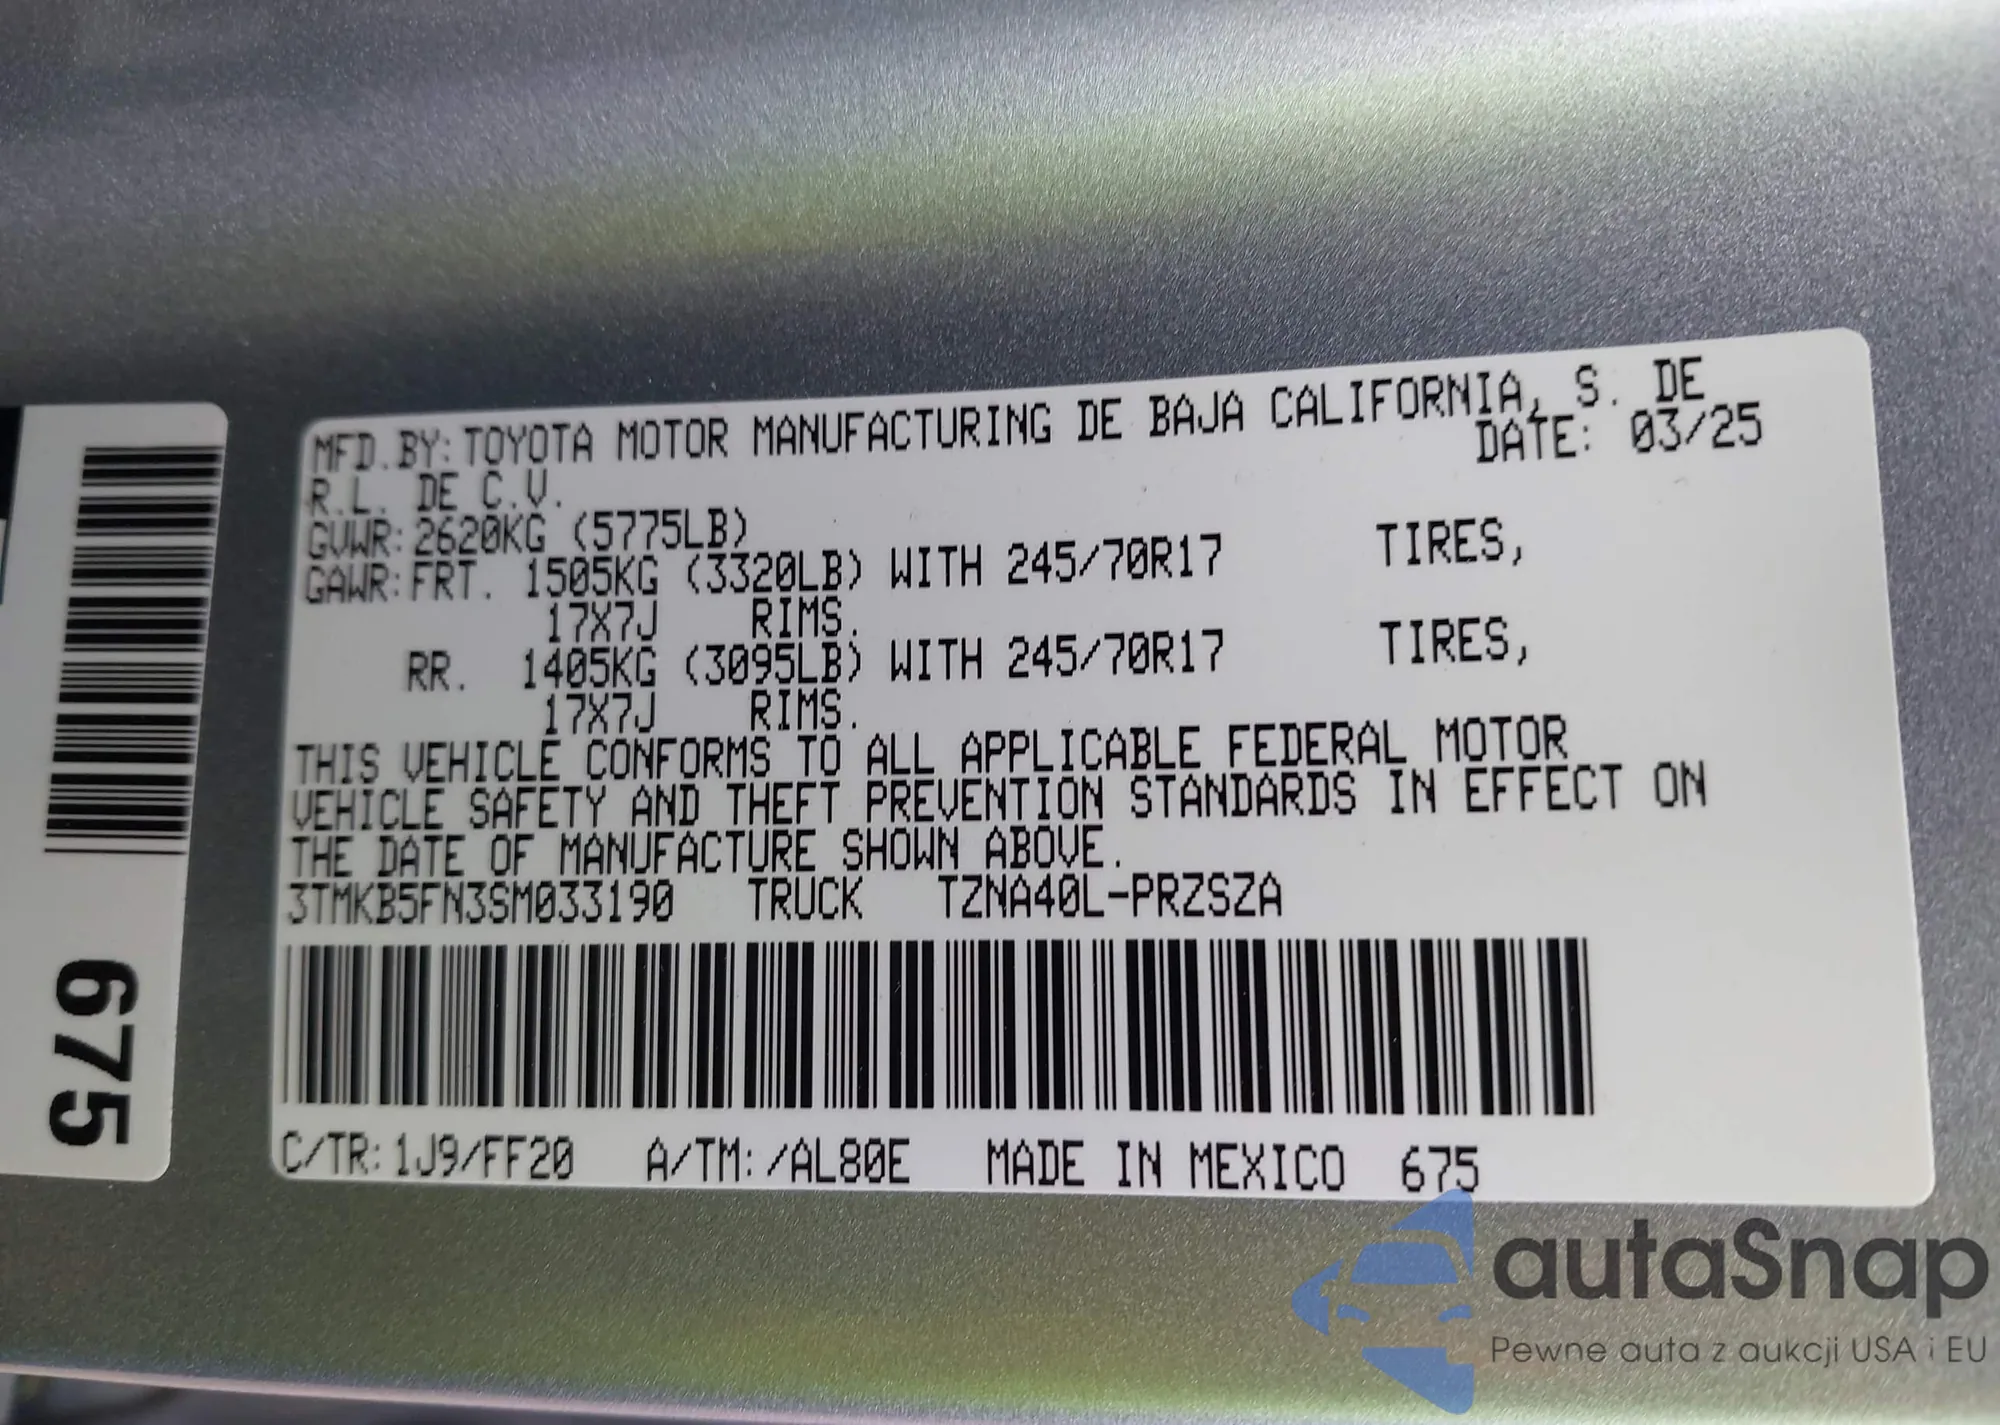 MFD.BY: TOYOTA MOTOR MANUFACTURING DE BAJA CALIFORNIA, S. DE
R.L. DE C.V.
DATE: 03/25
GVWR: 2620KG (5775LB)
GAWR: FRT. 1505KG (3320LB) WITH 245/70R17 TIRES,
17X7J RIMS.
RR. 1405KG (3095LB) WITH 245/70R17 TIRES,
17X7J RIMS.
THIS VEHICLE CONFORMS TO ALL APPLICABLE FEDERAL MOTOR
VEHICLE SAFETY AND THEFT PREVENTION STANDARDS IN EFFECT ON
THE DATE OF MANUFACTURE SHOWN ABOVE.
3TMKB5FN3SM033190 TRUCK TZNA40L-PRZSZA
C/TR: 1J9/FF20 A/TM: /AL80E MADE IN MEXICO 675
675
autaSnap
Pewne auta z aukcji USA i EU